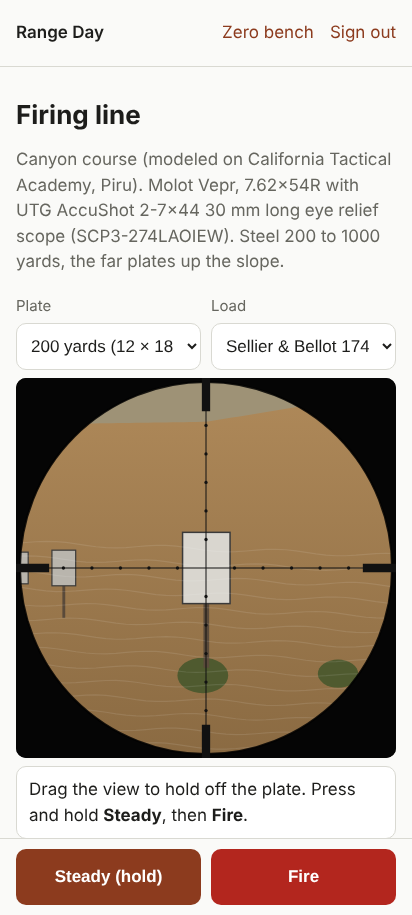 Range Day
Zero bench
Sign out
Firing line
Canyon course (modeled on California Tactical
Academy, Piru). Molot Vepr, 7.62×54R with
UTG AccuShot 2-7×44 30 mm long eye relief
scope (SCP3-274LAOIEW). Steel 200 to 1000
yards, the far plates up the slope.
Plate
Load
200 yards (12 × 18
Sellier & Bellot 174
Drag the view to hold off the plate. Press
and hold Steady, then Fire.
Steady (hold)
Fire